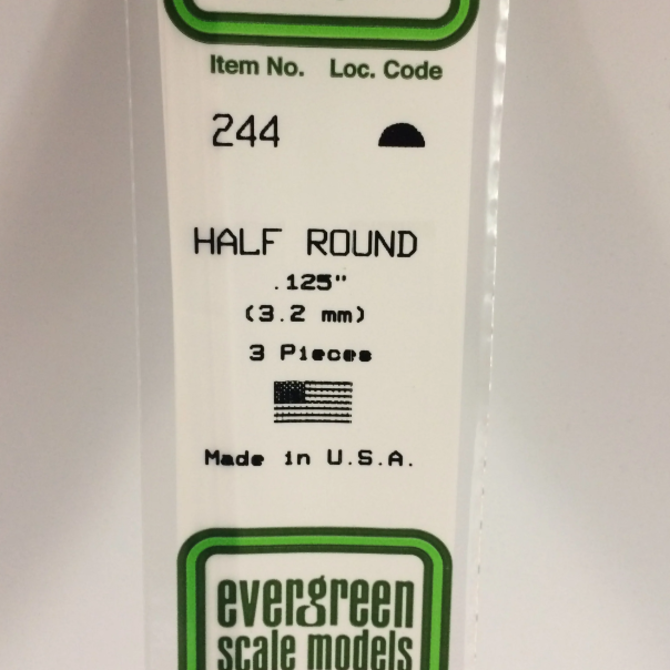 Item No. Loc. Code
244
HALF ROUND
.125"
(3.2 mm)
3 Pieces
Made in U.S.A.
evergreen
scale models